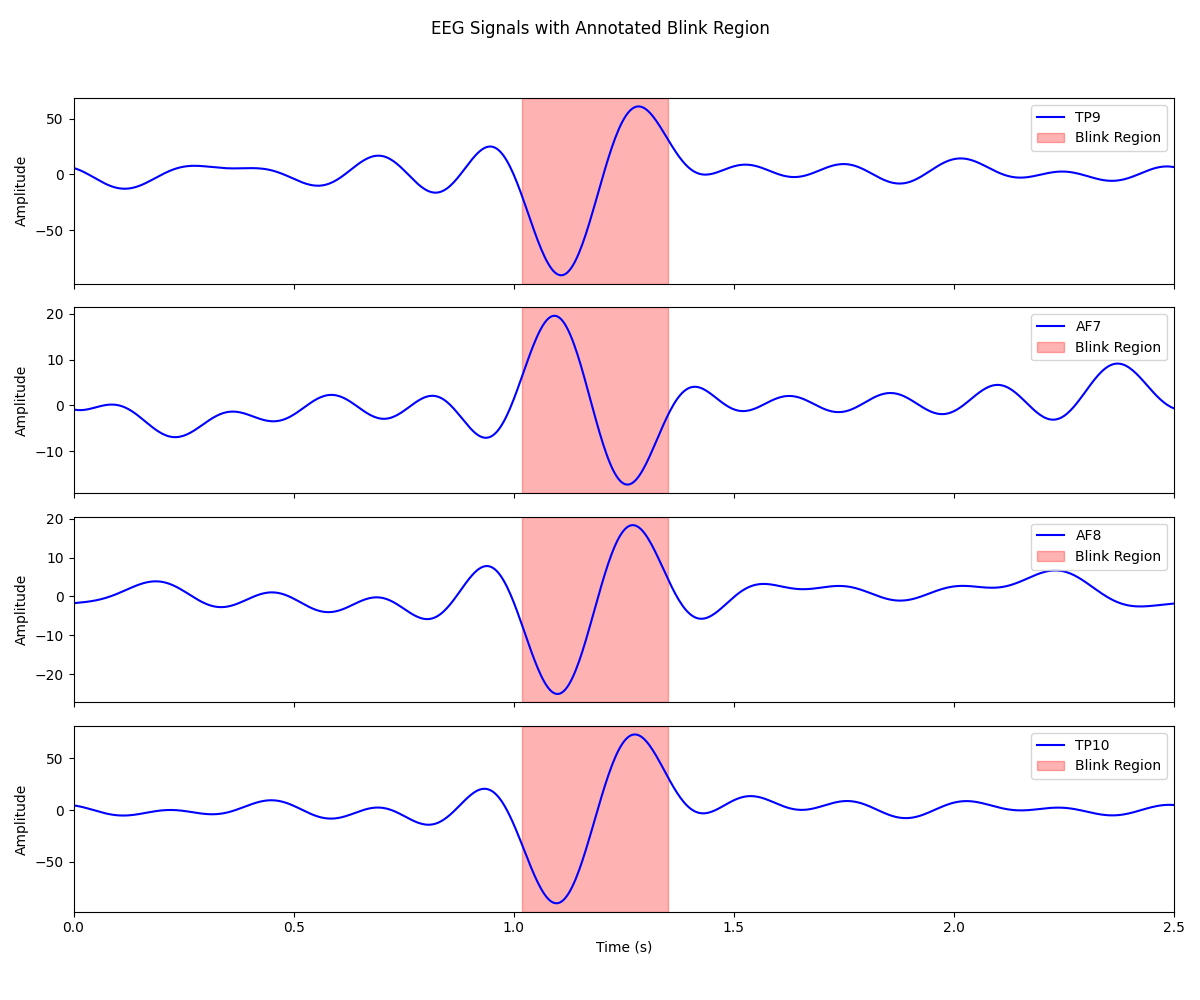 EEG Signals with Annotated Blink Region
50
0
−50
Amplitude
TP9
Blink Region
20
10
0
−10
Amplitude
AF7
Blink Region
20
10
0
−10
−20
Amplitude
AF8
Blink Region
50
0
−50
Amplitude
TP10
Blink Region
0.0 0.5 1.0 1.5 2.0 2.5
Time (s)